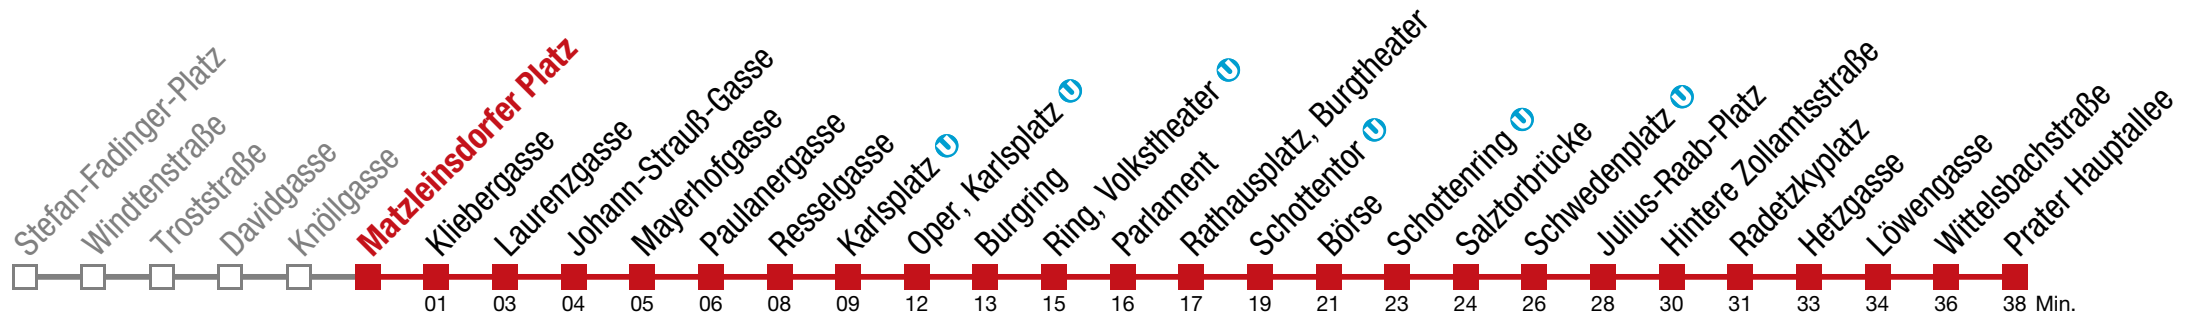 Stefan-Fadinger-Platz
Windtenstraße
Troststraße
Davidgasse
Knöllgasse
Matzleinsdorfer Platz
Kliebergasse
Laurenzgasse
Johann-Strauß-Gasse
Mayerhofgasse
Paulanergasse
Resselgasse
Karlsplatz U
Oper, Karlsplatz U
Burgring
Ring, Volkstheater U
Parlament
Rathausplatz, Burgtheater
Schottentor U
Börse
Schottenring U
Salztorbrücke
Schwedenplatz U
Julius-Raab-Platz
Hintere Zollamtsstraße
Radetzkyplatz
Hetzgasse
Löwengasse
Wittelsbachstraße
Prater Hauptallee
01 03 04 05 06 08 09 12 13 15 16 17 19 21 23 24 26 28 30 31 33 34 36 38 Min.